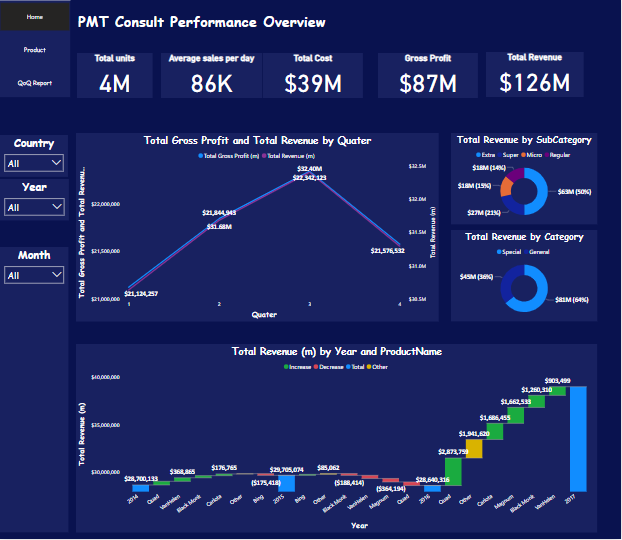 Home
PMT Consult Performance Overview
Product
QoQ Report
Total units
4M
Average sales per day
86K
Total Cost
$39M
Gross Profit
$87M
Total Revenue
$126M
Country
All
Year
All
Month
All
Total Gross Profit and Total Revenue by Quater
Total Gross Profit (m) Total Revenue (m)
Total Gross Profit and Total Revenu..
$22,000,000
$21,500,000
$21,000,000
$32.40M
$22,342,123
$21,844,943
31.68M
$21,576,532
$21,124,257
$32.5M
$32.0M
$31.5M
$31.0M
$30.5M
Total Revenue (m)
1 2 3 4
Quater
Total Revenue by SubCategory
Extra Super Micro Regular
$18M (14%)
$18M (15%)
$27M (21%)
$63M (50%)
Total Revenue by Category
Special General
$45M (36%)
$81M (64%)
Total Revenue (m) by Year and ProductName
Increase Decrease Total Other
Total Revenue (m)
$40,000,000
$35,000,000
$30,000,000
$28,700,133
$368,865
$176,765
($175,418)
$29,705,074
$85,062
($188,414)
($364,194)
$28,640,316
$2,873,759
$1,941,620
$1,686,455
$1,662,535
$1,260,310
$903,499
2014 Quad VanHelen Black Monk Carlota Other Bing 2015 Bing Other Black Monk VanHelen Magnum Quad 2016 Quad Other Carlota Magnum Black Monk VanHelen 2017
Year